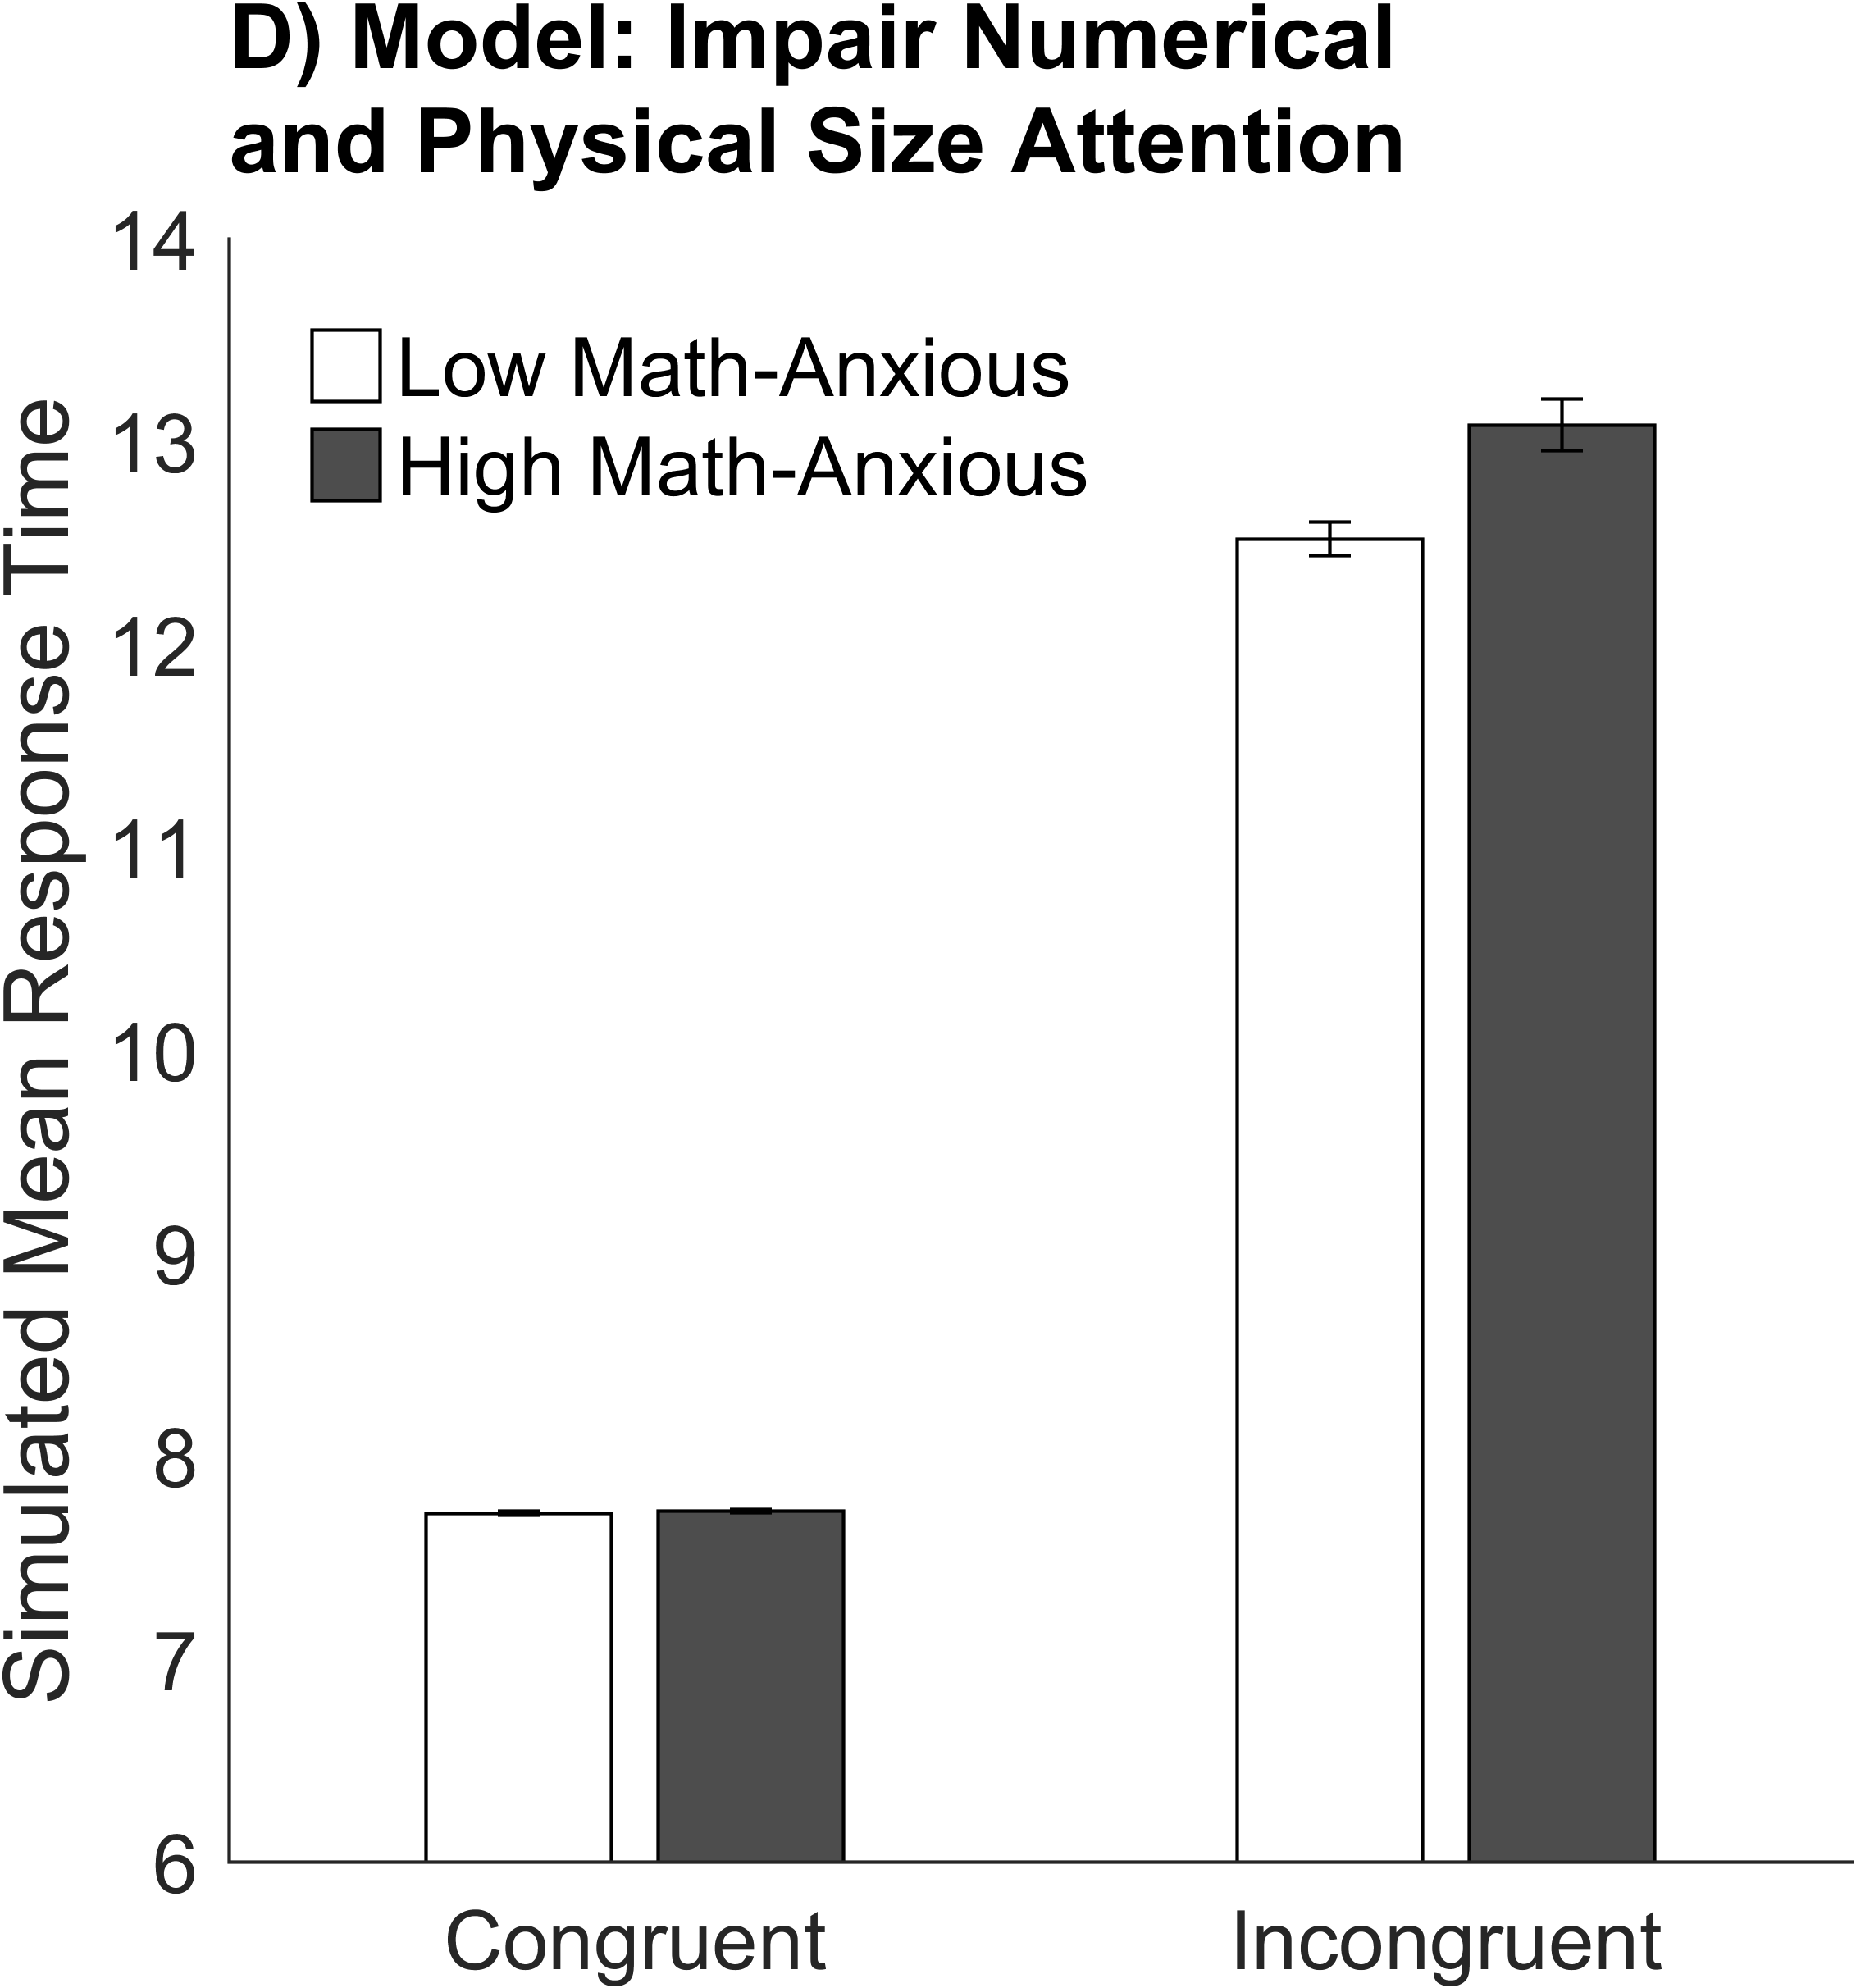 D) Model: Impair Numerical
and Physical Size Attention
Simulated Mean Response Time
14
13
12
11
10
9
8
7
6
Low Math-Anxious
High Math-Anxious
Congruent
Incongruent